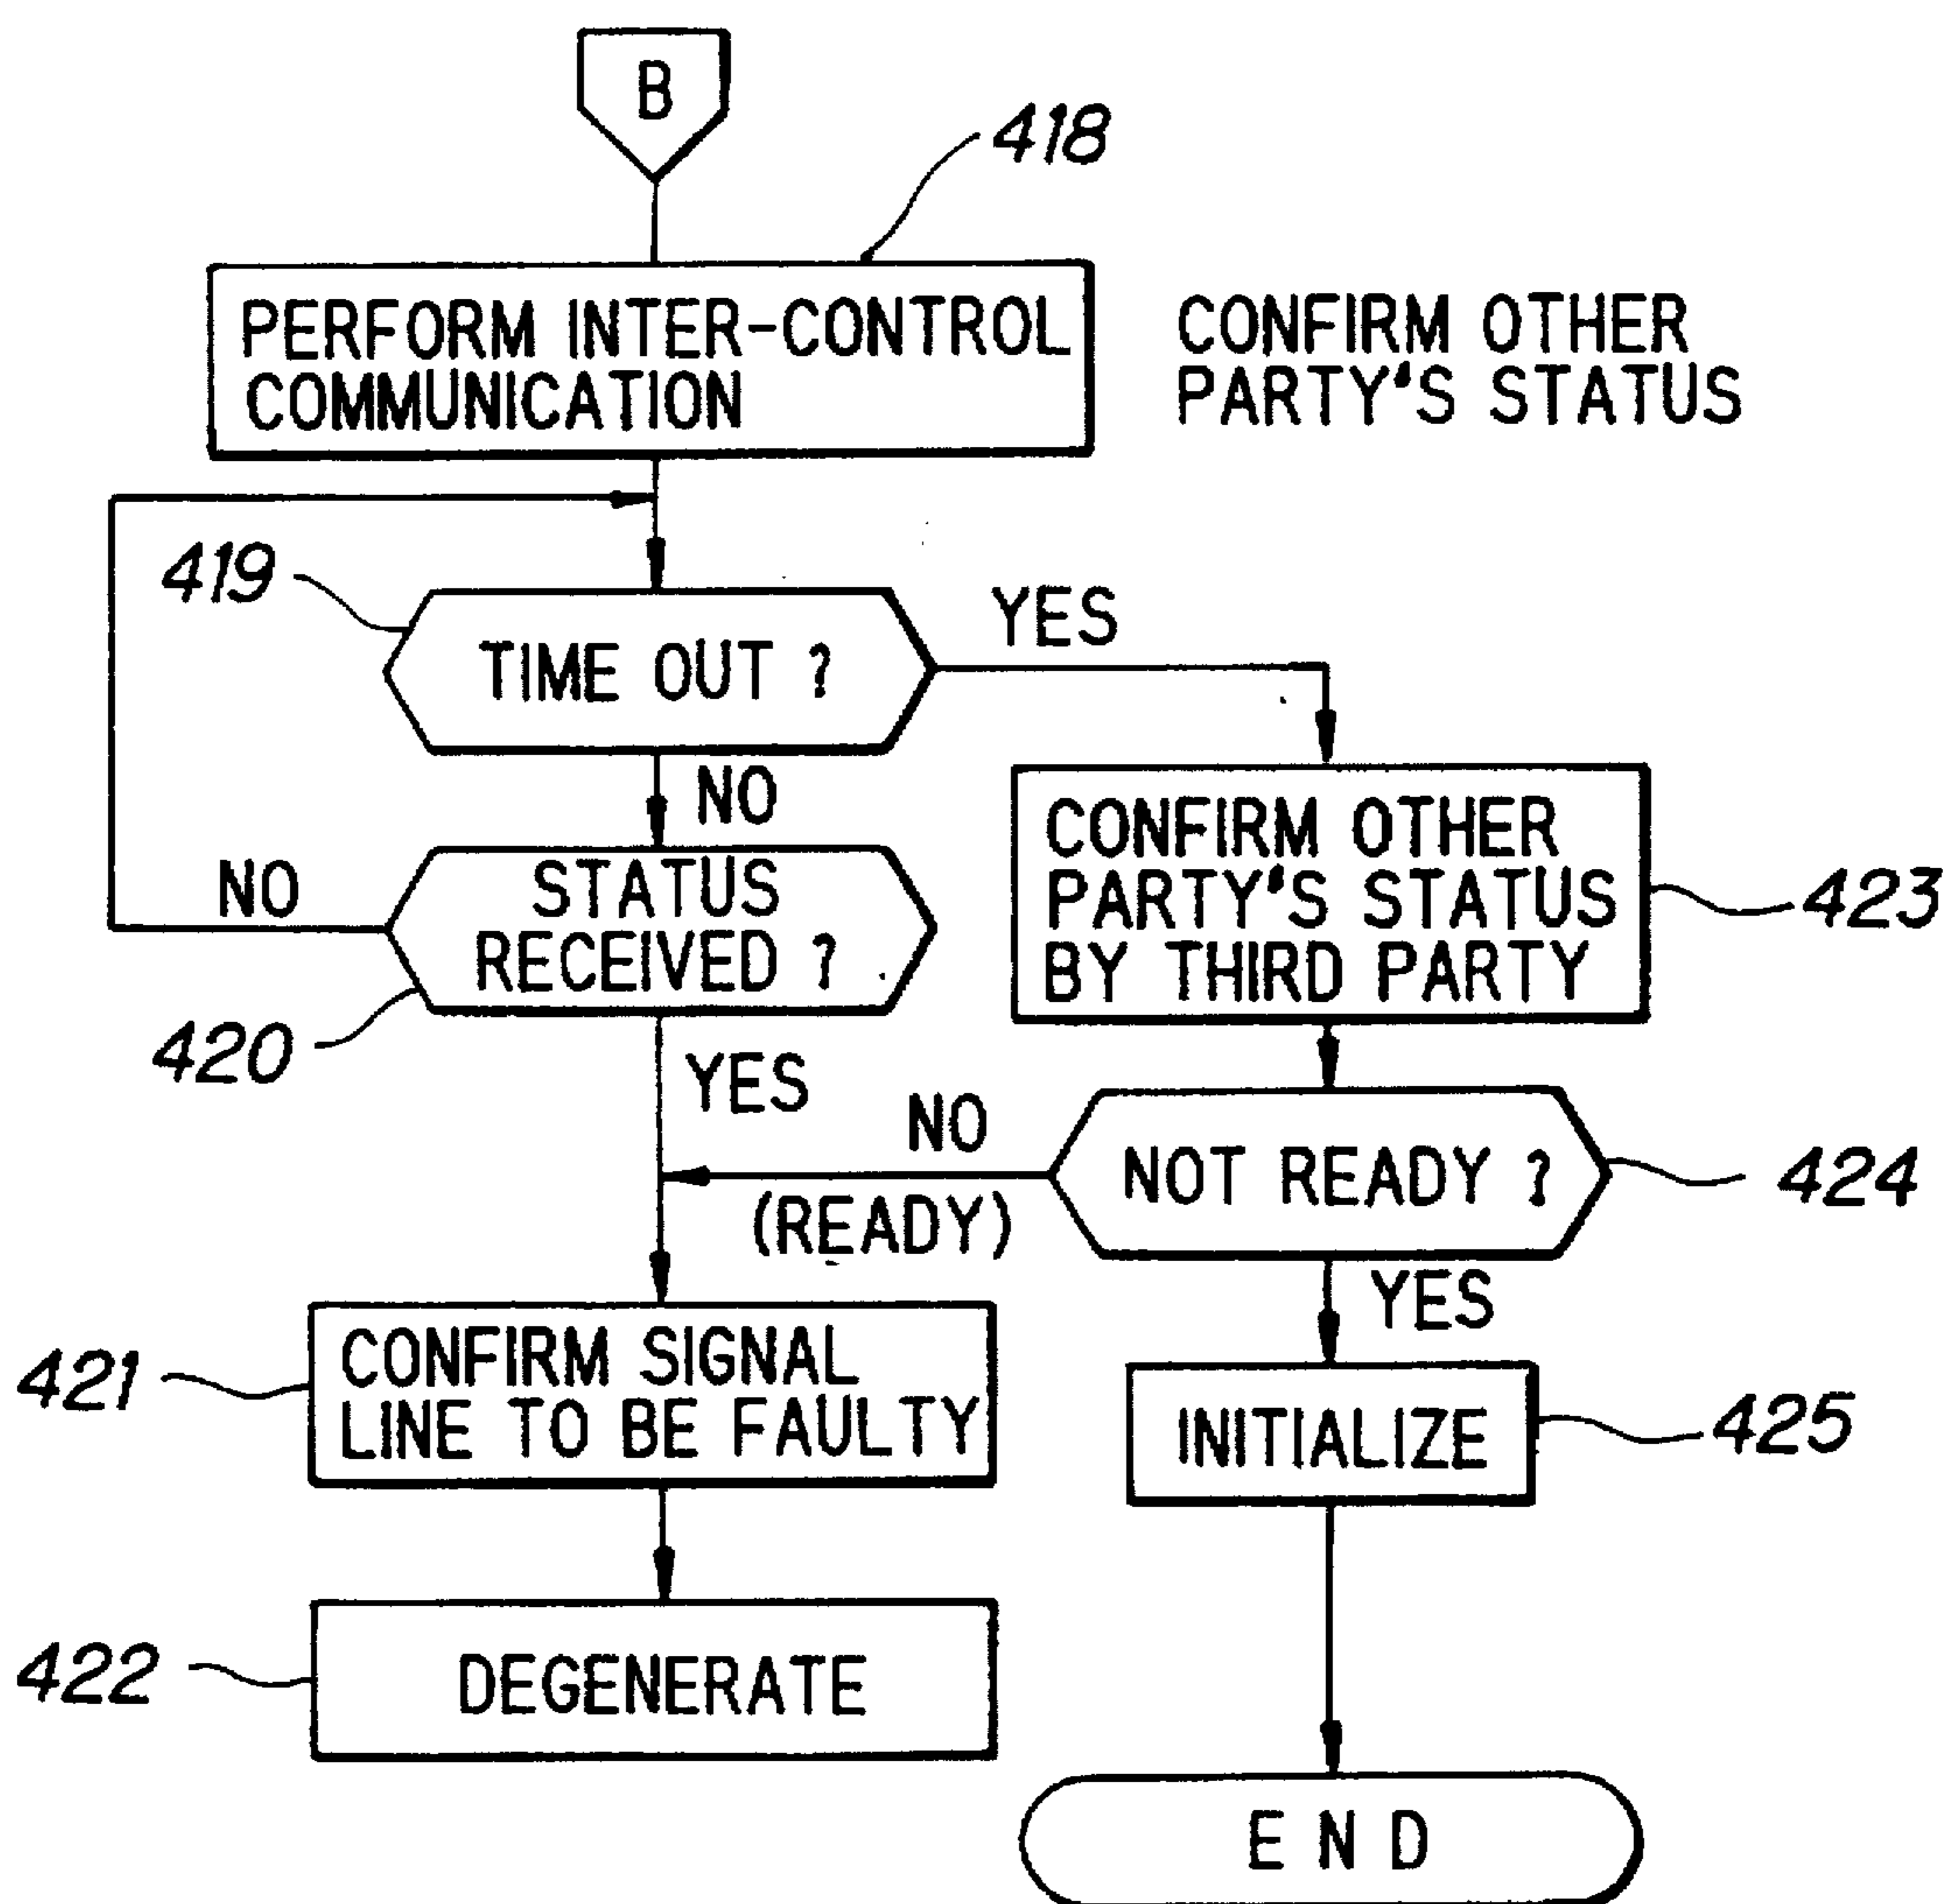 B
418
PERFORM INTER-CONTROL
COMMUNICATION
CONFIRM OTHER
PARTY'S STATUS
419
TIME OUT ?
YES
NO
CONFIRM OTHER
PARTY'S STATUS
BY THIRD PARTY
423
NO
STATUS
RECEIVED ?
420
YES
NO
(READY)
NOT READY ?
424
YES
421
CONFIRM SIGNAL
LINE TO BE FAULTY
INITIALIZE
425
422
DEGENERATE
END